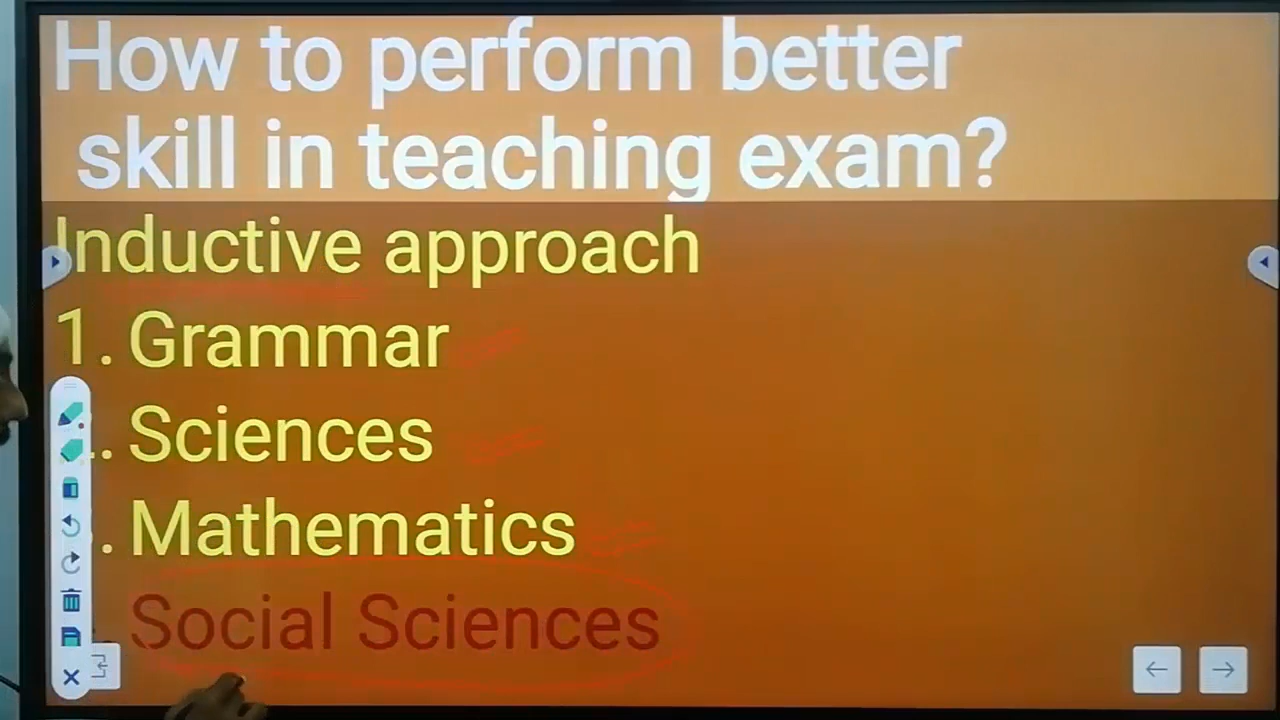 How to perform better
skill in teaching exam?
Inductive approach
1. Grammar
. Sciences
. Mathematics
Social Sciences